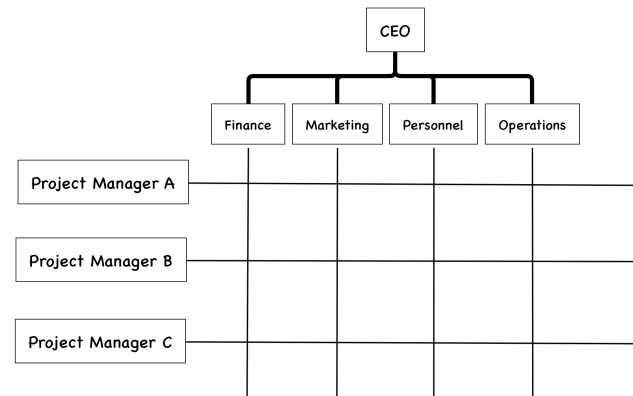 CEO
Finance
Marketing
Personnel
Operations
Project Manager A
Project Manager B
Project Manager C